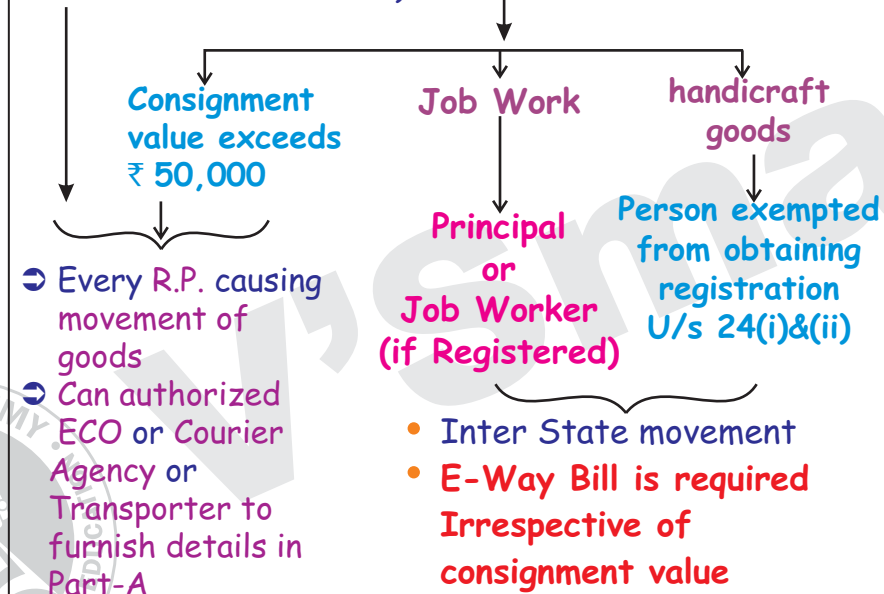 Consignment
value exceeds
₹ 50,000
Job Work
handicraft
goods
Principal
or
Job Worker
(if Registered)
Person exempted
from obtaining
registration
U/s 24(i)&(ii)
➲ Every R.P. causing
movement of
goods
➲ Can authorized
ECO or Courier
Agency or
Transporter to
furnish details in
Part-A
• Inter State movement
• E-Way Bill is required
Irrespective of
consignment value
V'sma